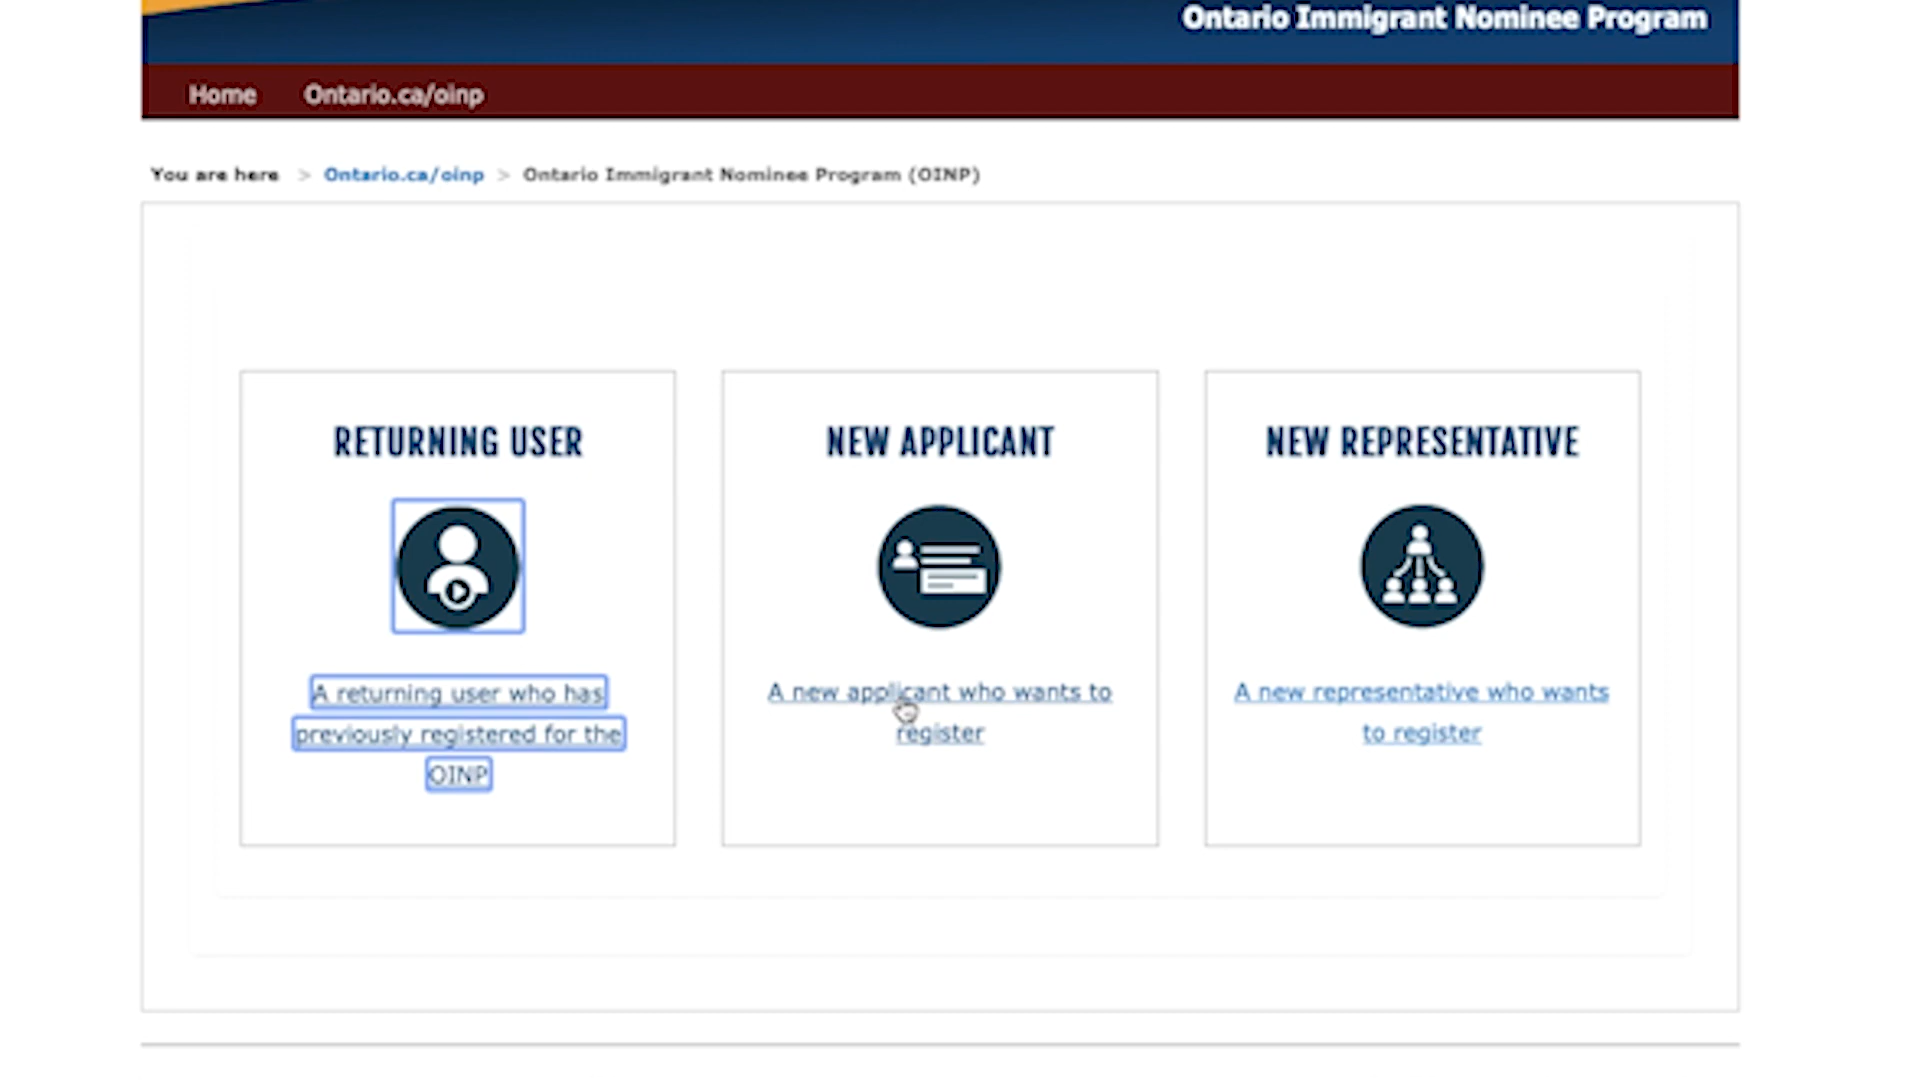 Ontario Immigrant Nominee Program
Home Ontario.ca/oinp
You are here > Ontario.ca/oinp > Ontario Immigrant Nominee Program (OINP)
RETURNING USER
A returning user who has
previously registered for the
OINP
NEW APPLICANT
A new applicant who wants to
register
NEW REPRESENTATIVE
A new representative who wants
to register